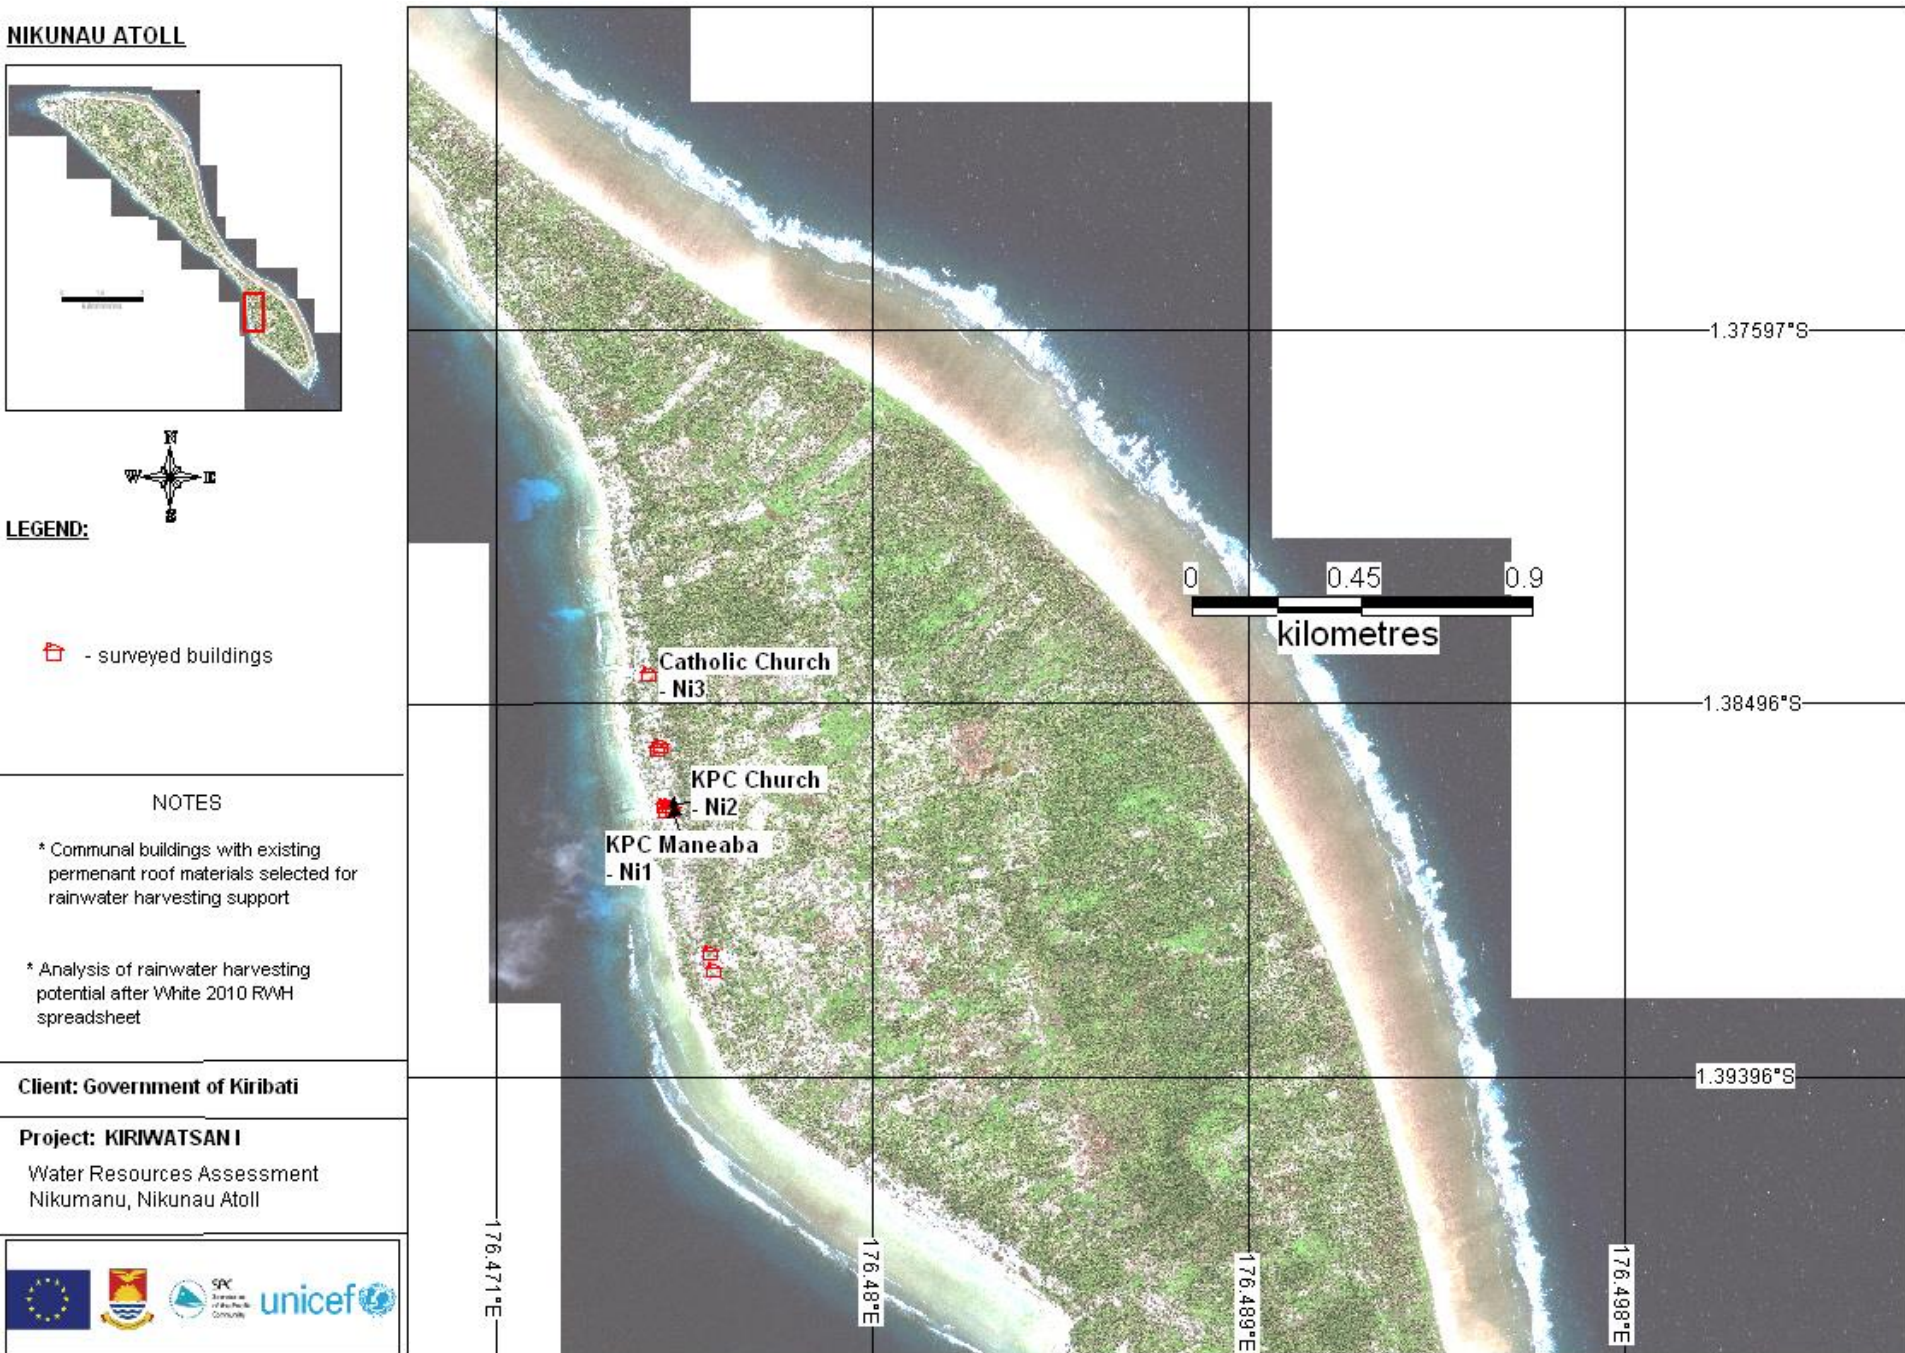 NIKUNAU ATOLL
N
W E
S
LEGEND:
- surveyed buildings
NOTES
* Communal buildings with existing
permenant roof materials selected for
rainwater harvesting support
* Analysis of rainwater harvesting
potential after White 2010 RWH
spreadsheet
Client: Government of Kiribati
Project: KIRIWATSAN I
Water Resources Assessment
Nikumanu, Nikunau Atoll
SPC
unicef
1.37597°S
0 0.45 0.9
kilometres
Catholic Church
- Ni3
1.38496°S
KPC Church
- Ni2
KPC Maneaba
- Ni1
1.39396°S
176.471°E
176.48°E
176.489°E
176.498°E